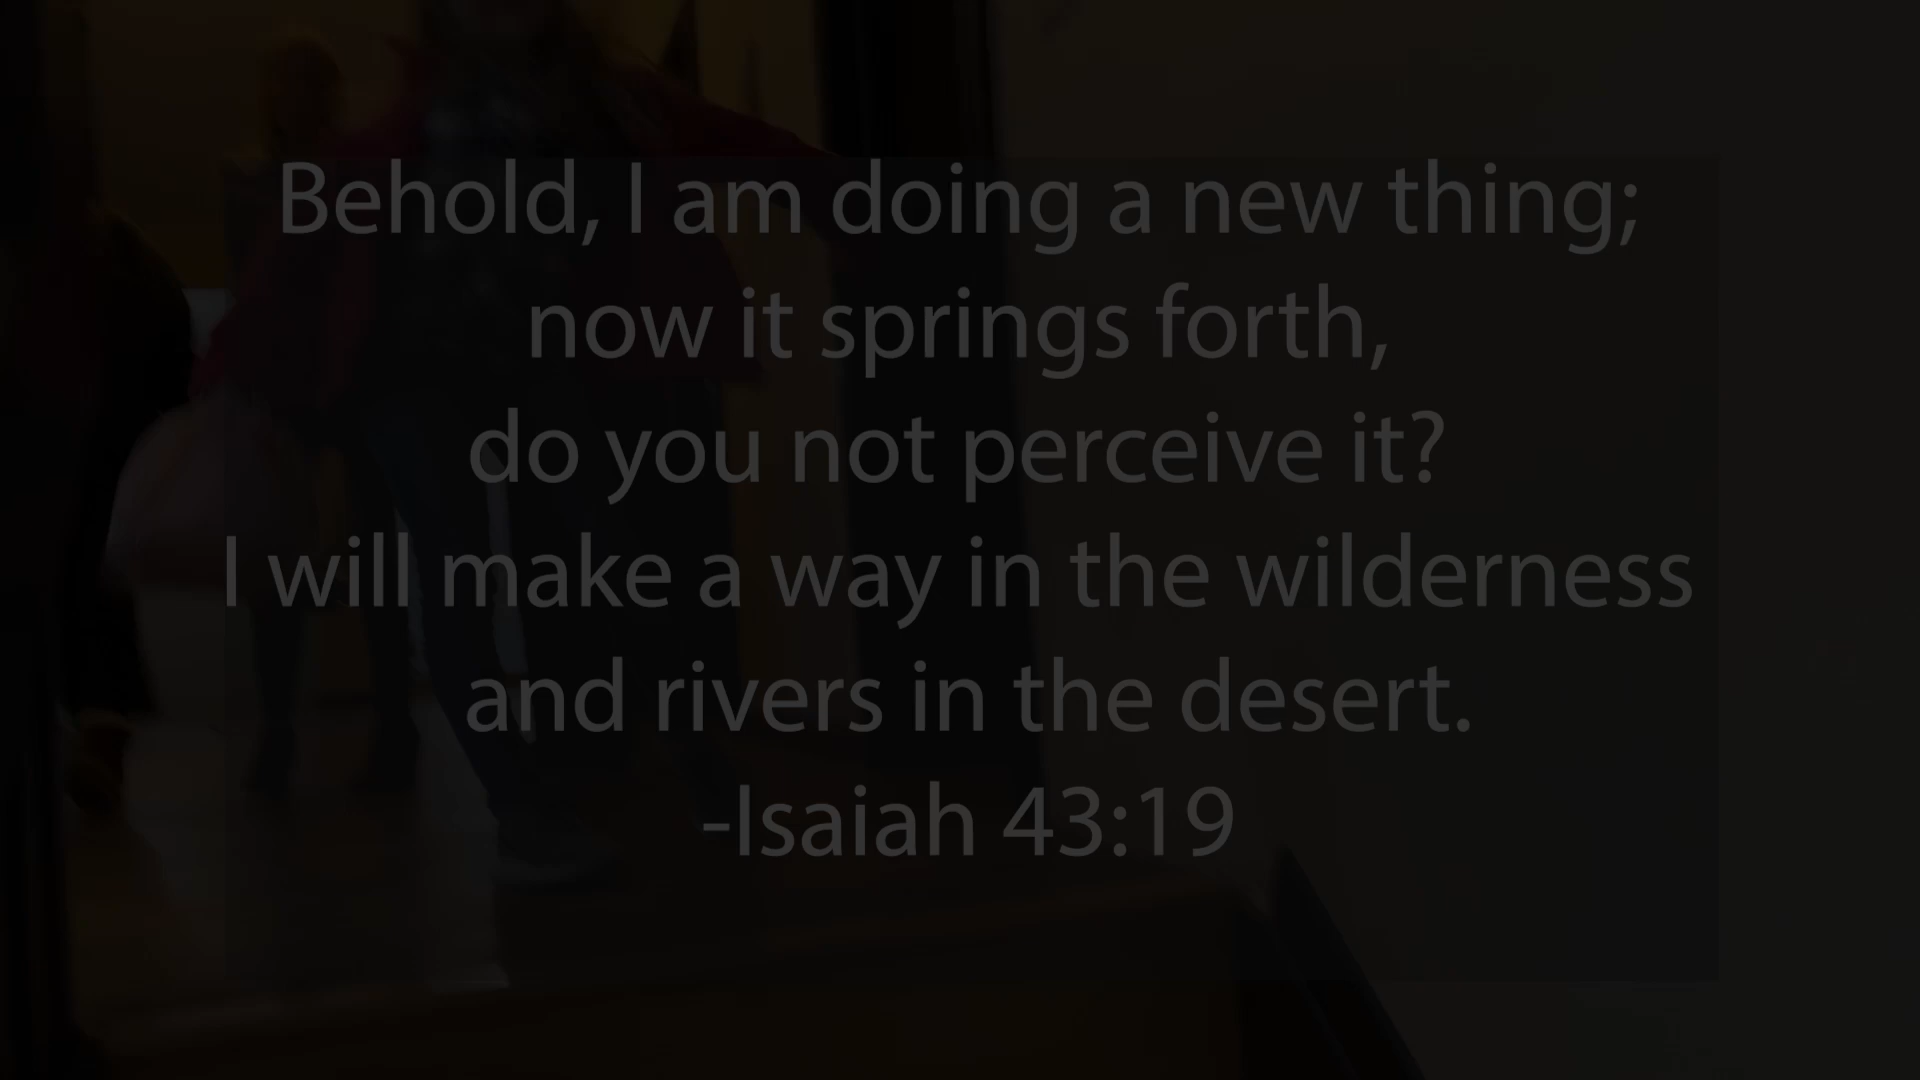 Behold, I am doing a new thing;
now it springs forth,
do you not perceive it?
I will make a way in the wilderness
and rivers in the desert.
-Isaiah 43:19